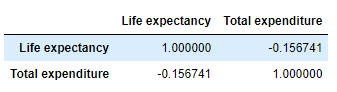 Life expectancy Total expenditure
Life expectancy 1.000000 -0.156741
Total expenditure -0.156741 1.000000